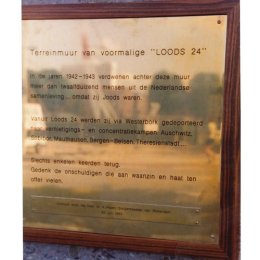 Terreinmuur van voormalige "LOODS 24"
In de jaren 1942-1943 verdwenen achter deze muur
meer dan twaalfduizend mensen uit de Nederlandse
samenleving... omdat zij Joods waren.
Vanuit Loods 24 werden zij via Westerbork gedeporteerd
naar vernietigings- en concentratiekampen: Auschwitz,
Sobibor, Mauthausen, Bergen-Belsen, Theresienstadt....
Slechts enkelen keerden terug.
Gedenk de onschuldigen die aan waanzin en haat ten
offer vielen.